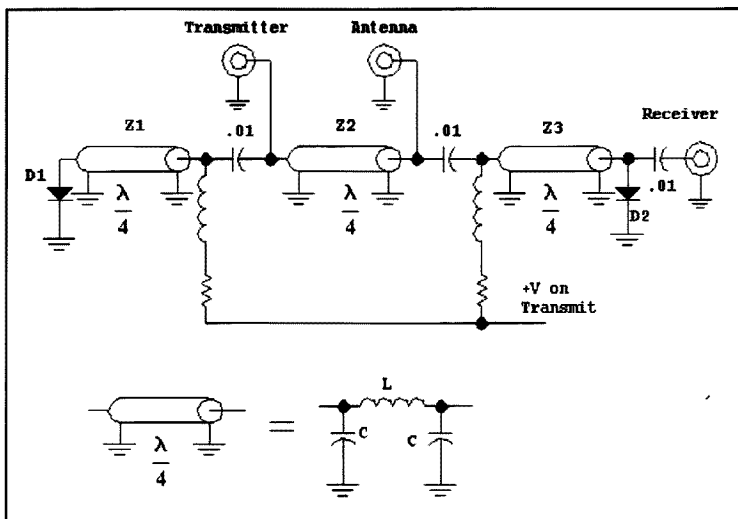 Transmitter
Antenna
Receiver
Z1
.01
Z2
.01
Z3
.01
D1
D2
λ/4
λ/4
λ/4
+V on
Transmit
L
C
C
λ/4
=